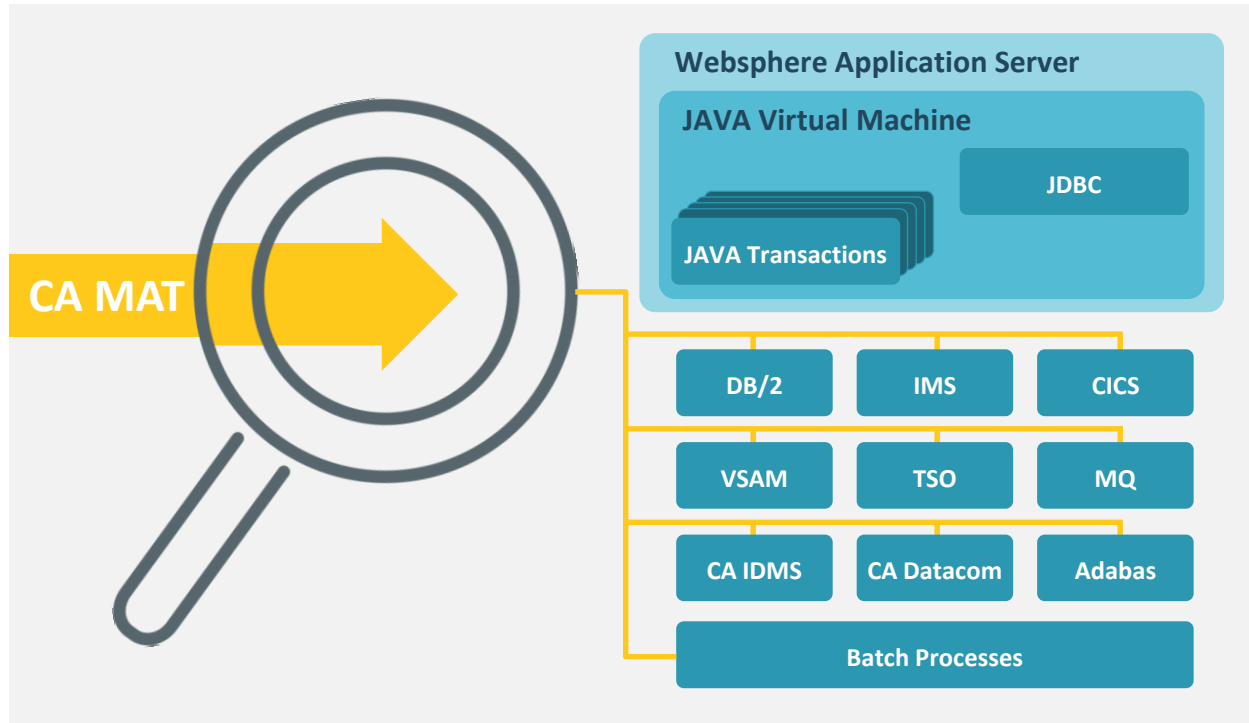 Websphere Application Server
JAVA Virtual Machine
JDBC
JAVA Transactions
CA MAT
DB/2
IMS
CICS
VSAM
TSO
MQ
CA IDMS
CA Datacom
Adabas
Batch Processes